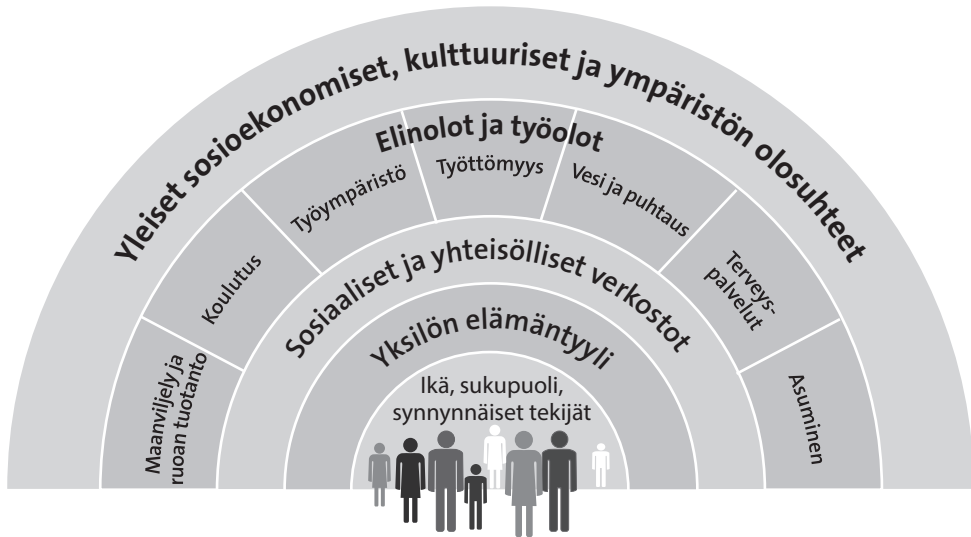 Yleiset sosioekonomiset, kulttuuriset ja ympäristön olosuhteet
Elinolot ja työolot
Maanviljely ja
ruoan tuotanto
Koulutus
Työympäristö
Työttömyys
Vesi ja puhtaus
Terveys-
palvelut
Asuminen
Sosiaaliset ja yhteisölliset verkostot
Yksilön elämäntyyli
Ikä, sukupuoli,
synnynnäiset tekijät